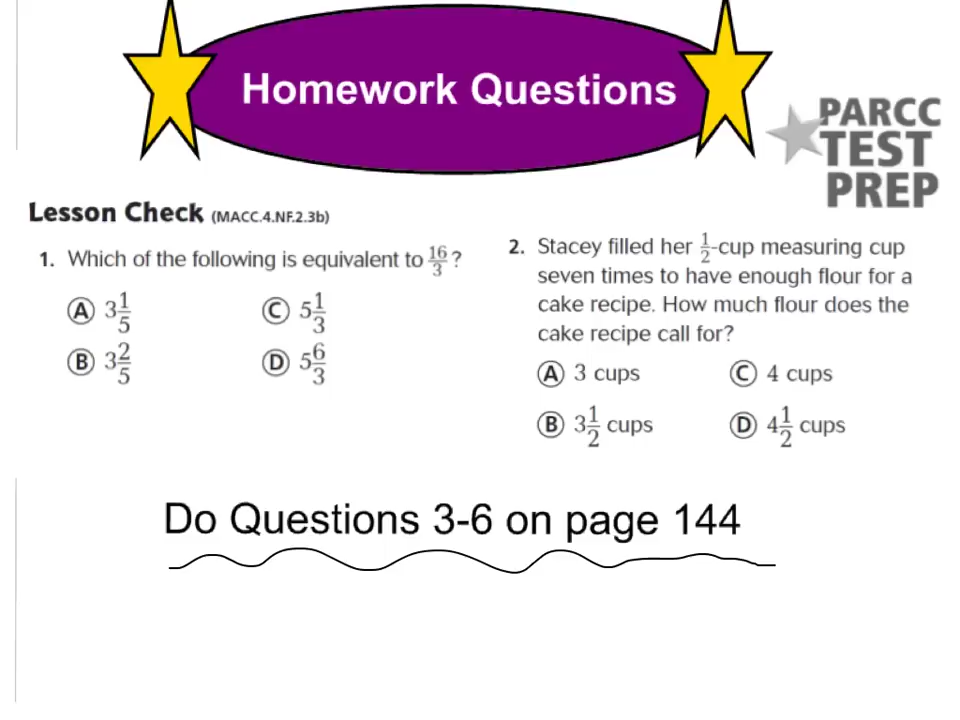 Homework Questions
PARCC
TEST
PREP
Lesson Check (MACC.4.NF.2.3b)
1. Which of the following is equivalent to 16/3 ?
A 3 1/5
C 5 1/3
B 3 2/5
D 5 6/3
2. Stacey filled her 1/2-cup measuring cup
seven times to have enough flour for a
cake recipe. How much flour does the
cake recipe call for?
A 3 cups
C 4 cups
B 3 1/2 cups
D 4 1/2 cups
Do Questions 3-6 on page 144